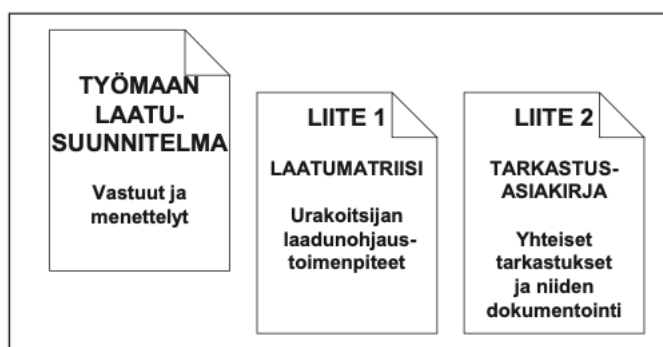 TYÖMAAN
LAATU-
SUUNNITELMA
Vastuut ja
menettelyt
LIITE 1
LAATUMATRIISI
Urakoitsijan
laadunohjaus-
toimenpiteet
LIITE 2
TARKASTUS-
ASIAKIRJA
Yhteiset
tarkastukset
ja niiden
dokumentointi